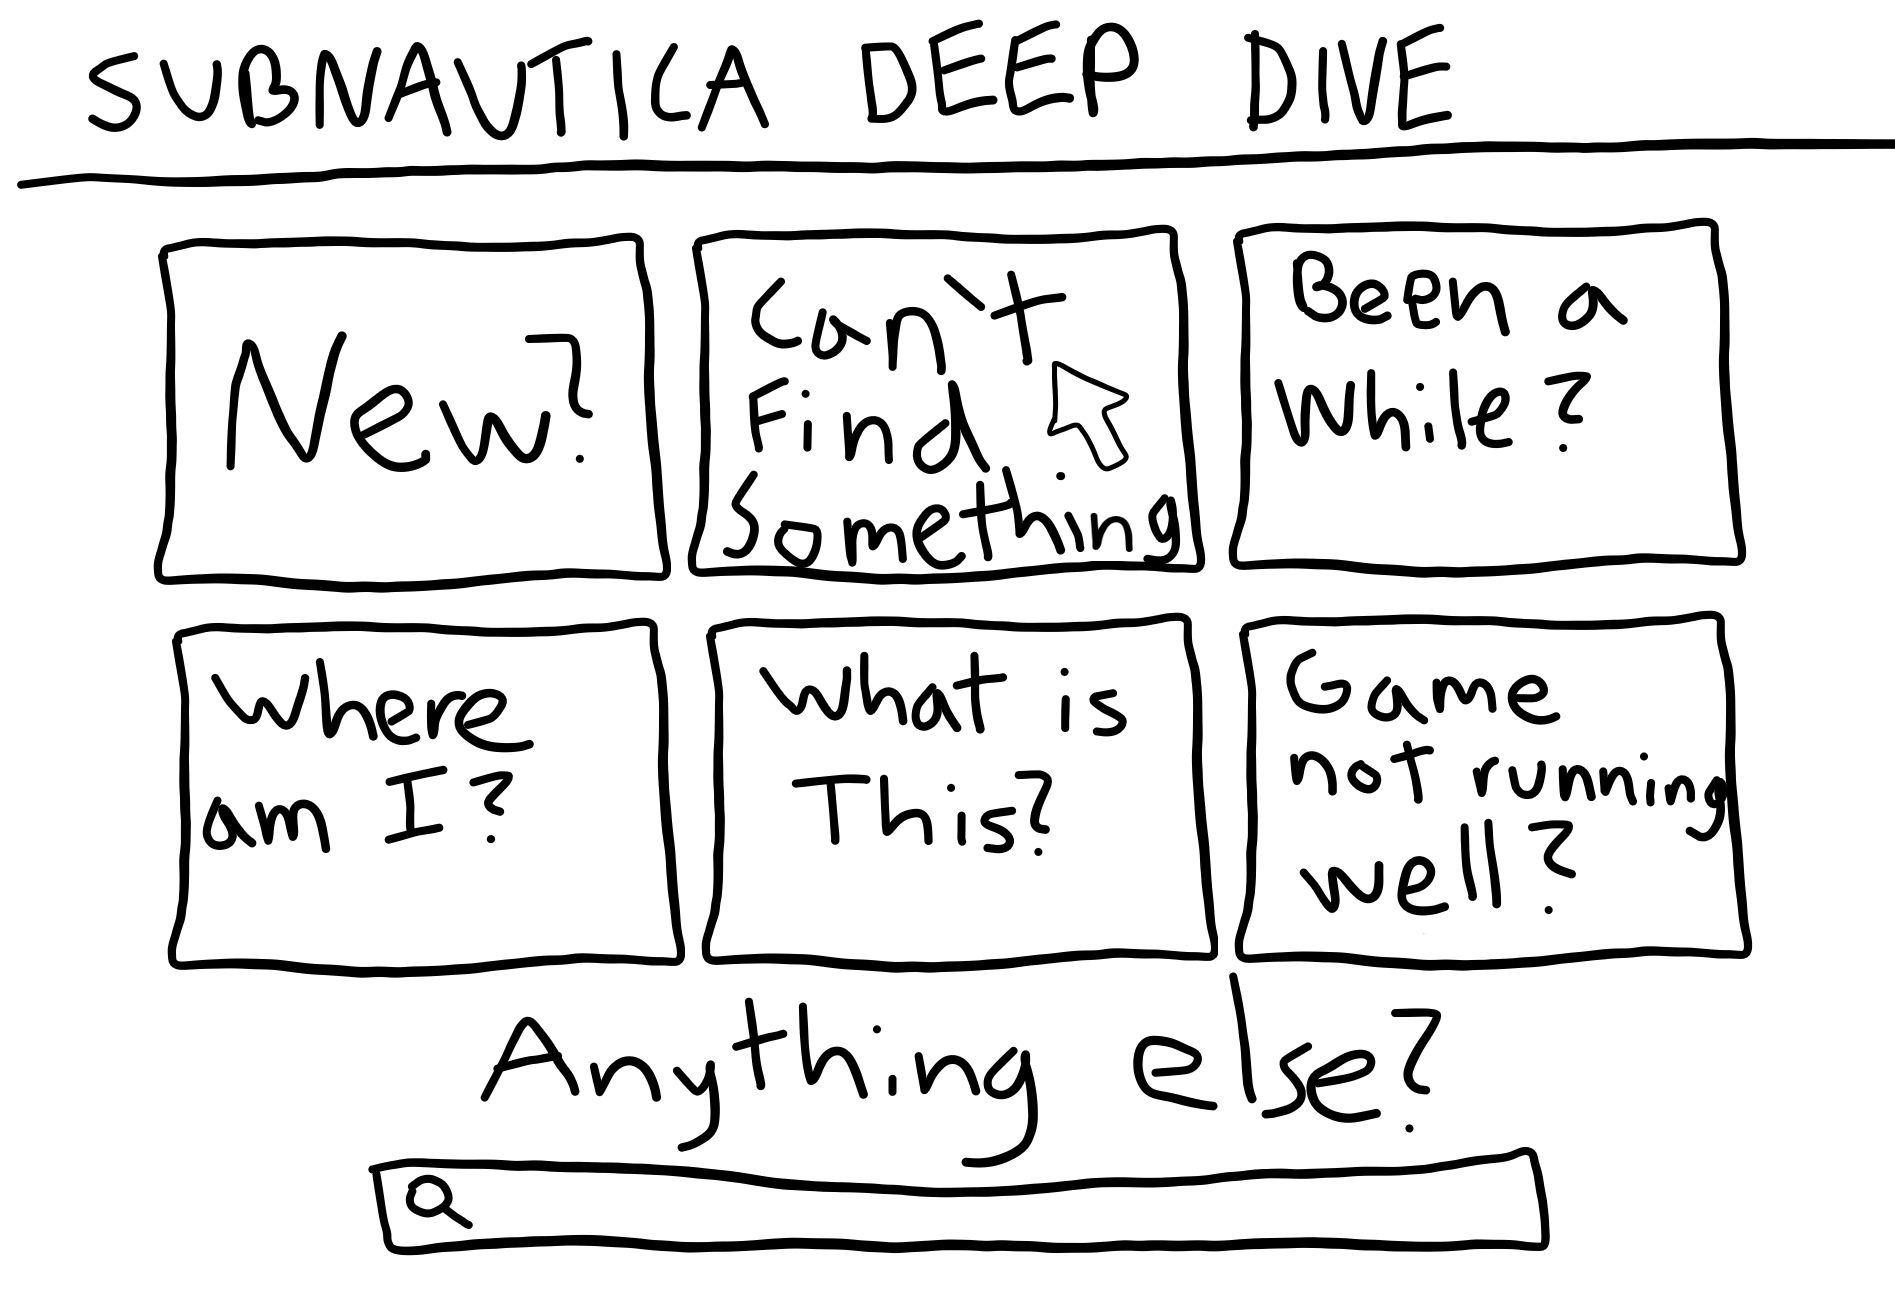 SUBNAUTICA DEEP DIVE
New?
Can't
Find
Something
Been a
While?
Where
am I?
What is
This?
Game
not running
well?
Anything else?